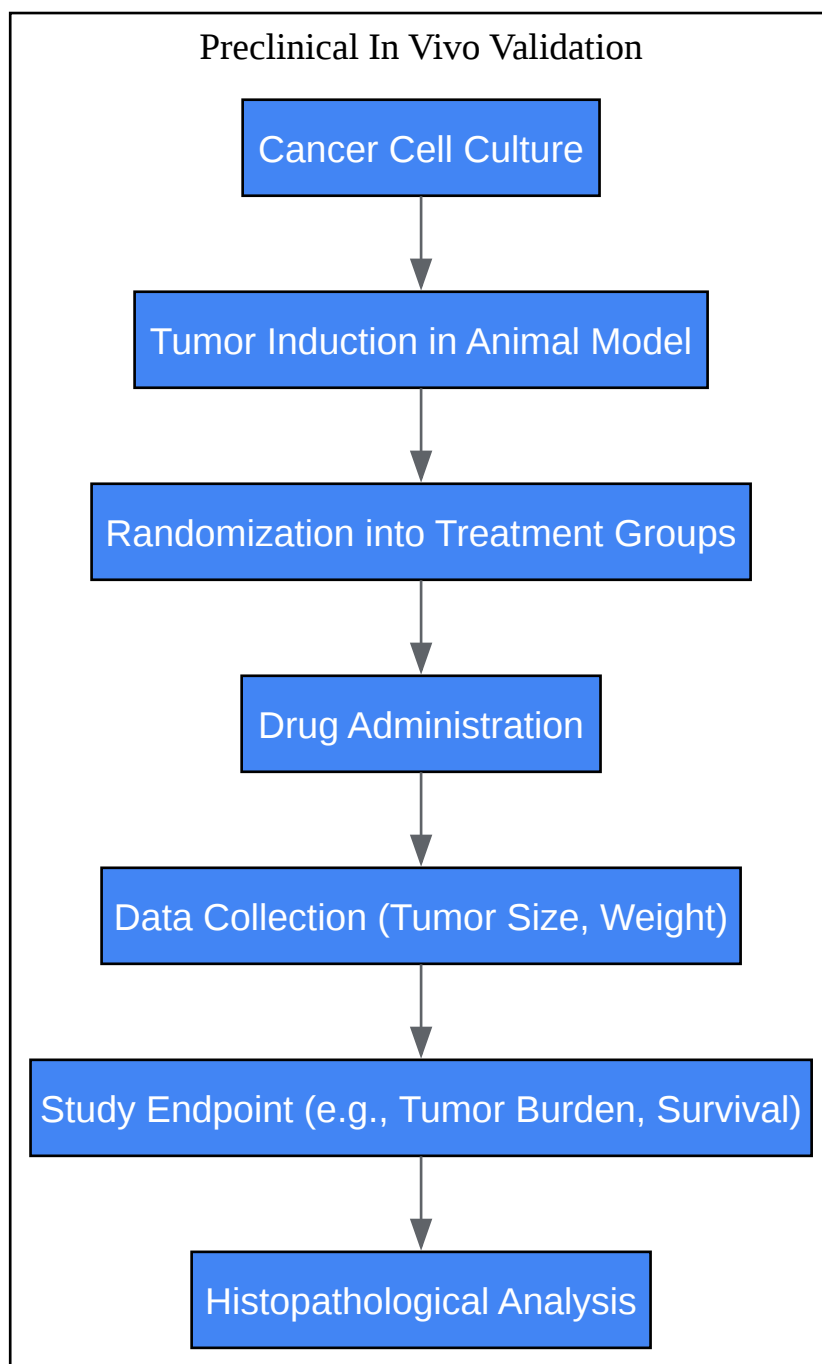 Preclinical In Vivo Validation
Cancer Cell Culture
Tumor Induction in Animal Model
Randomization into Treatment Groups
Drug Administration
Data Collection (Tumor Size, Weight)
Study Endpoint (e.g., Tumor Burden, Survival)
Histopathological Analysis